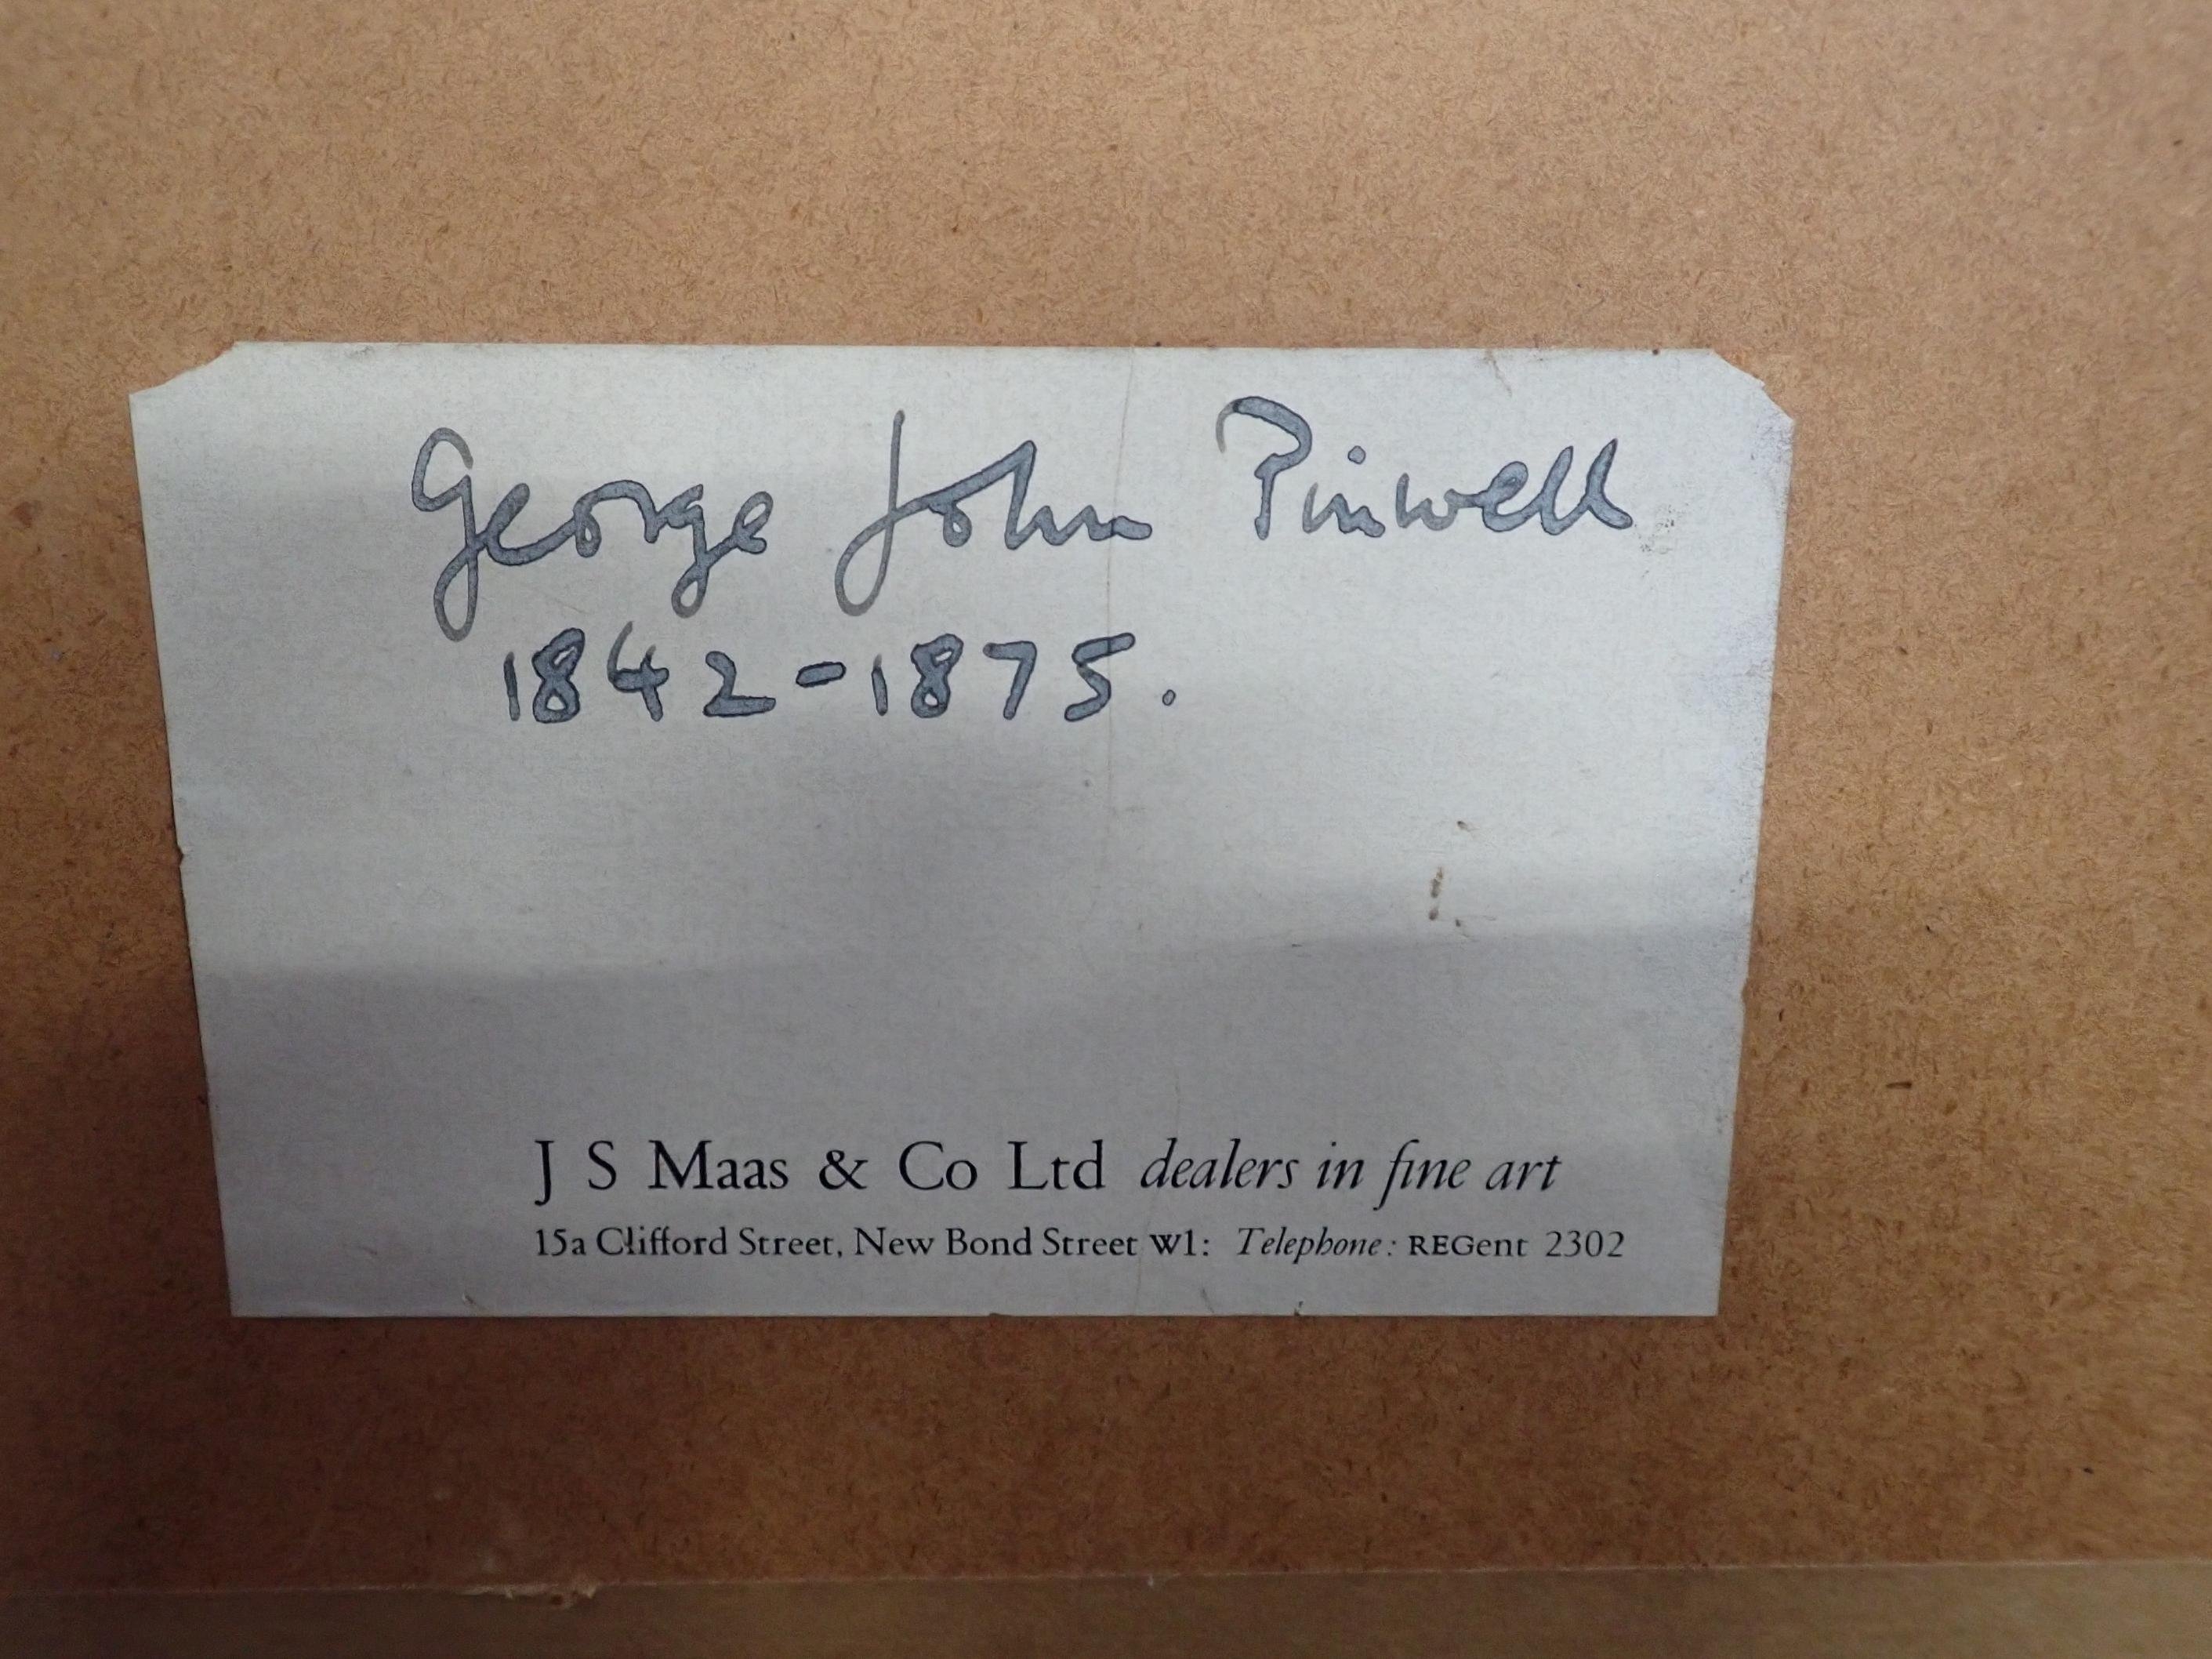 George John Pinwell
1842-1875.
J S Maas & Co Ltd dealers in fine art
15a Clifford Street, New Bond Street W1: Telephone: REGent 2302